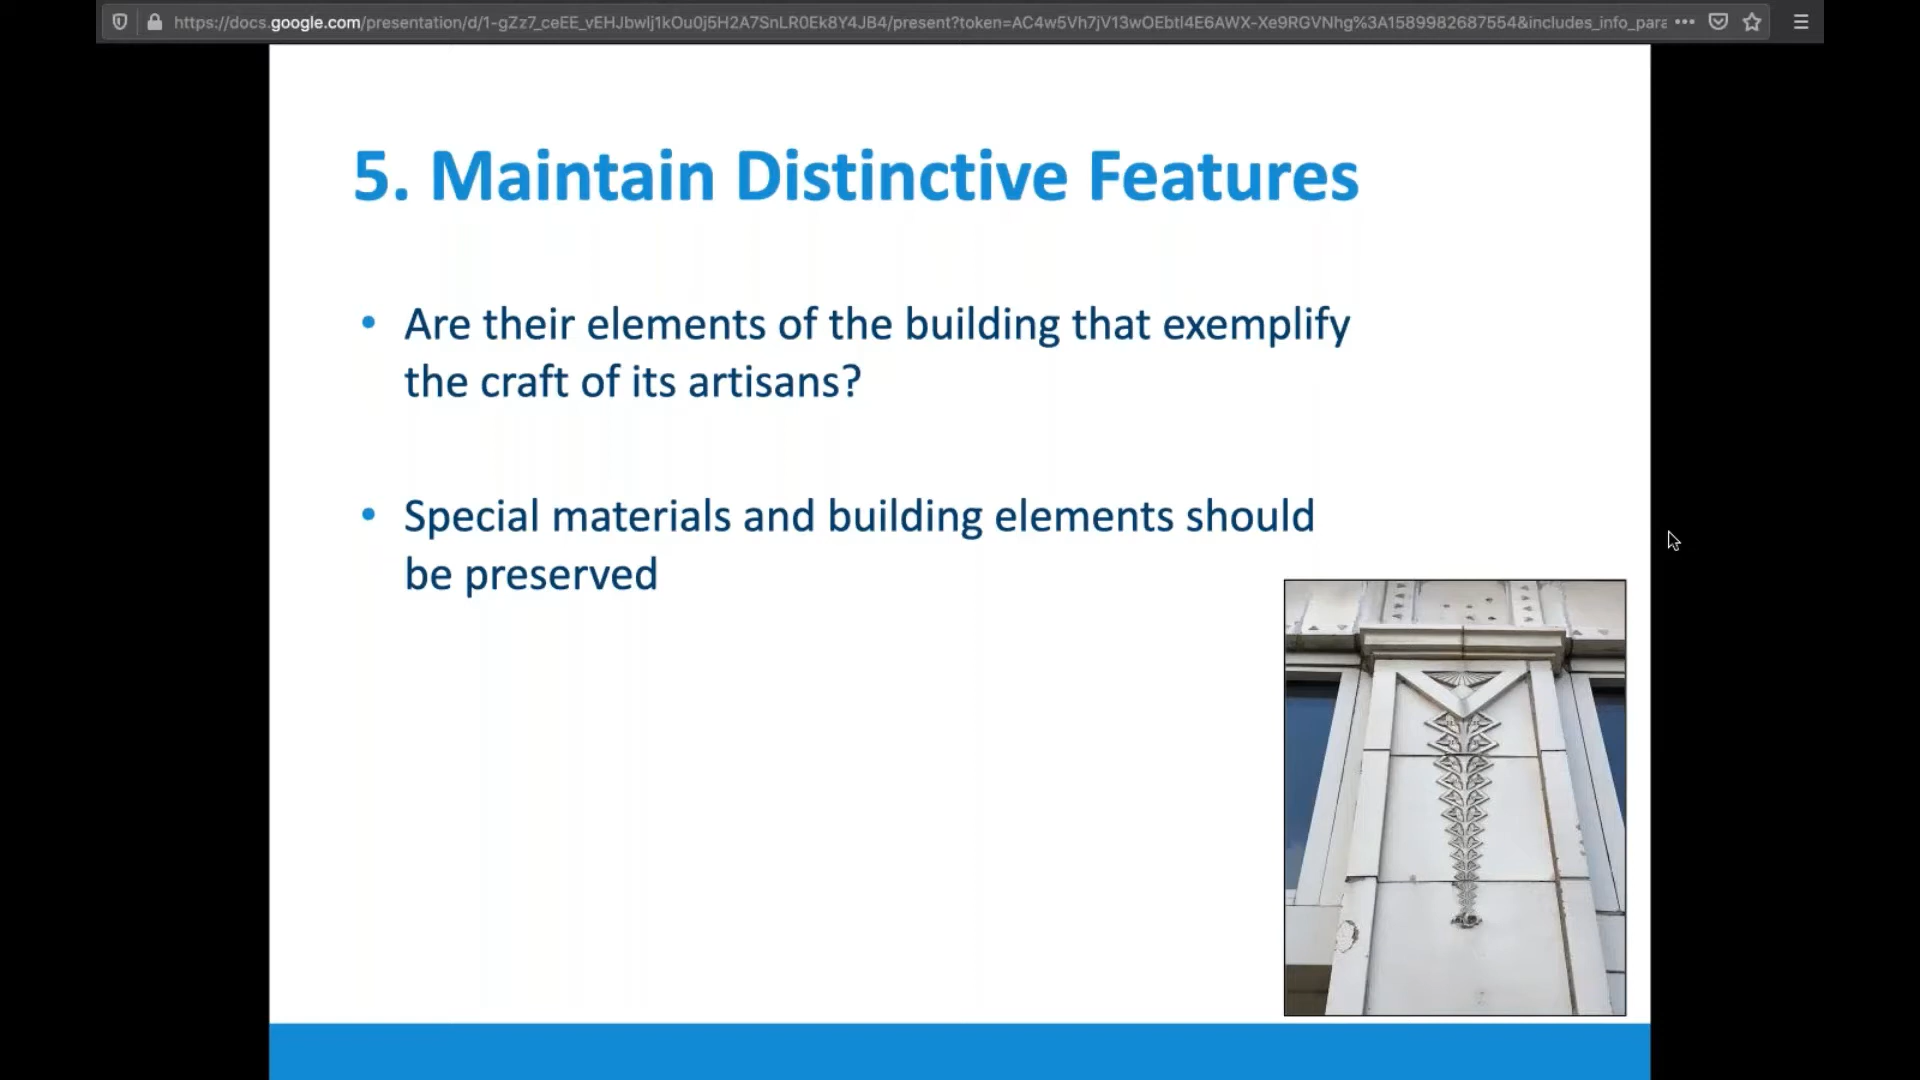 https://docs.google.com/presentation/d/1-gZz7_ceEE_vEHJbwlj1kOu0j5H2A7SnLR0Ek8Y4JB4/present?token=AC4w5Vh7jV13wOEbtI4E6AWX-Xe9RGVNhg%3A1589982687554&includes_info_para
5. Maintain Distinctive Features
• Are their elements of the building that exemplify
the craft of its artisans?
• Special materials and building elements should
be preserved